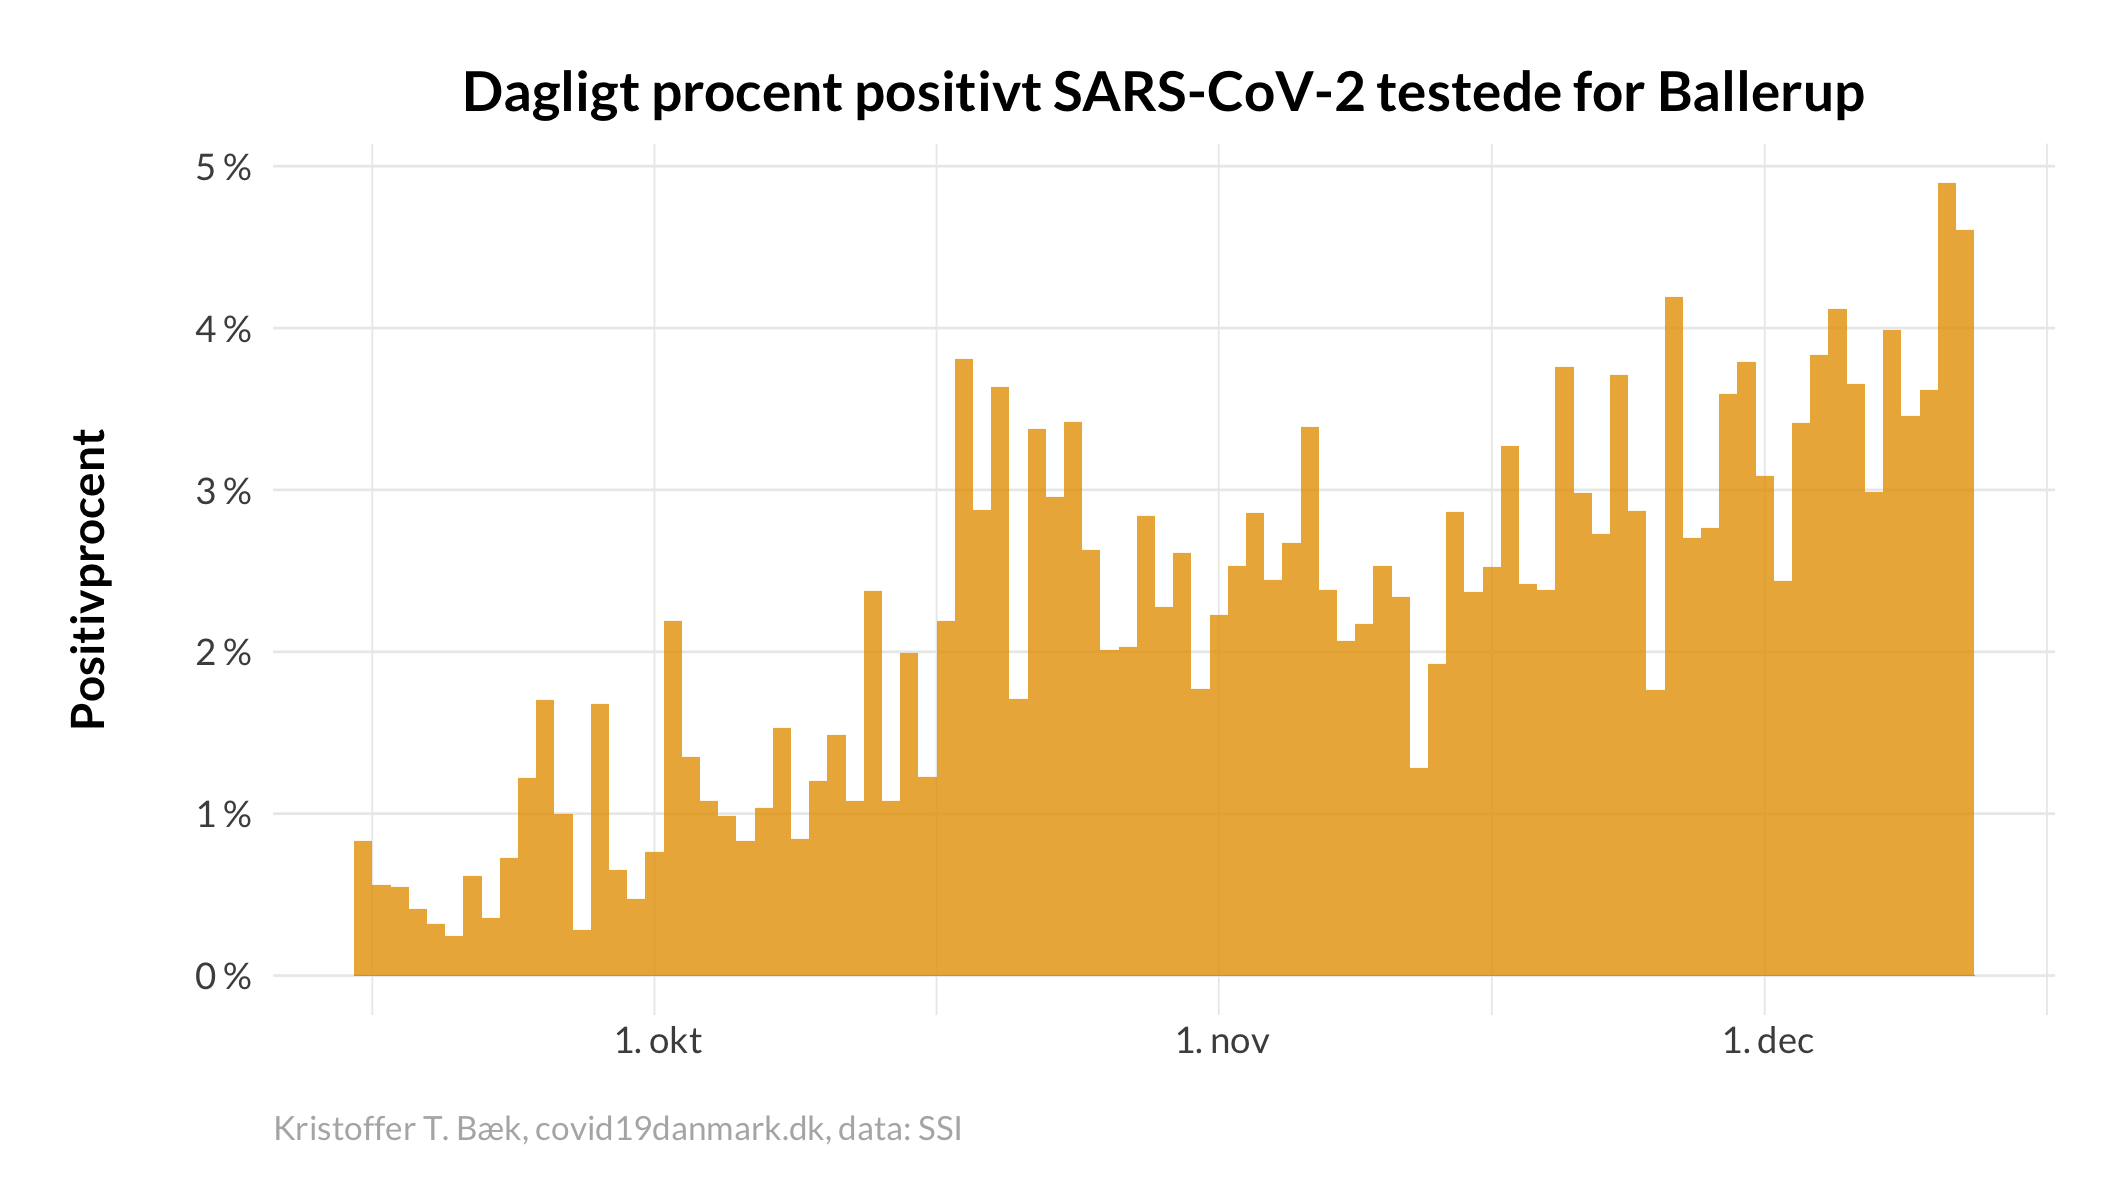 Dagligt procent positivt SARS-CoV-2 testede for Ballerup
Positivprocent
5 %
4 %
3 %
2 %
1 %
0 %
1. okt
1. nov
1. dec
Kristoffer T. Bæk, covid19danmark.dk, data: SSI